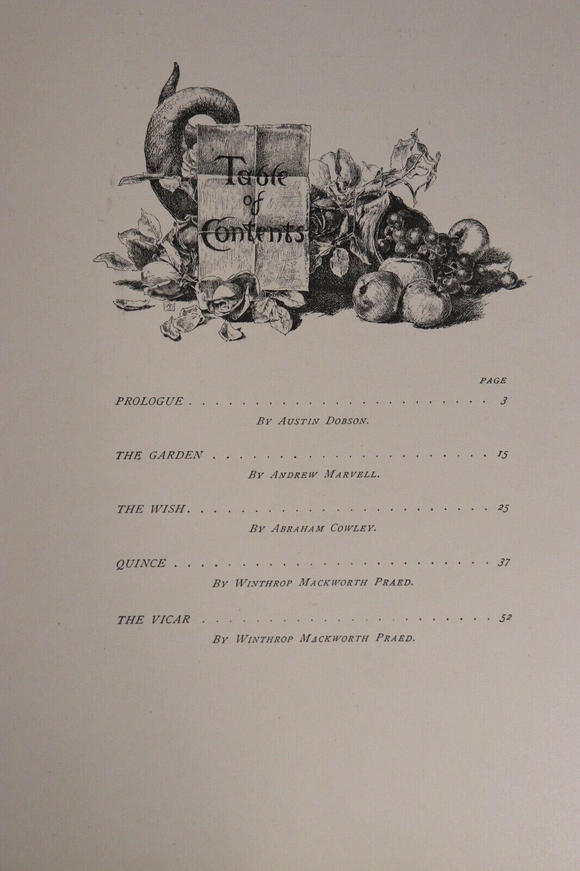 Table
of
Contents
PAGE
PROLOGUE . . . . . . . . . . . . . . . . . . . . . . . 3
BY AUSTIN DOBSON.
THE GARDEN . . . . . . . . . . . . . . . . . . . . . . 15
BY ANDREW MARVELL.
THE WISH. . . . . . . . . . . . . . . . . . . . . . . . 25
BY ABRAHAM COWLEY.
QUINCE . . . . . . . . . . . . . . . . . . . . . . . . . 37
BY WINTHROP MACKWORTH PRAED.
THE VICAR . . . . . . . . . . . . . . . . . . . . . . . 52
BY WINTHROP MACKWORTH PRAED.